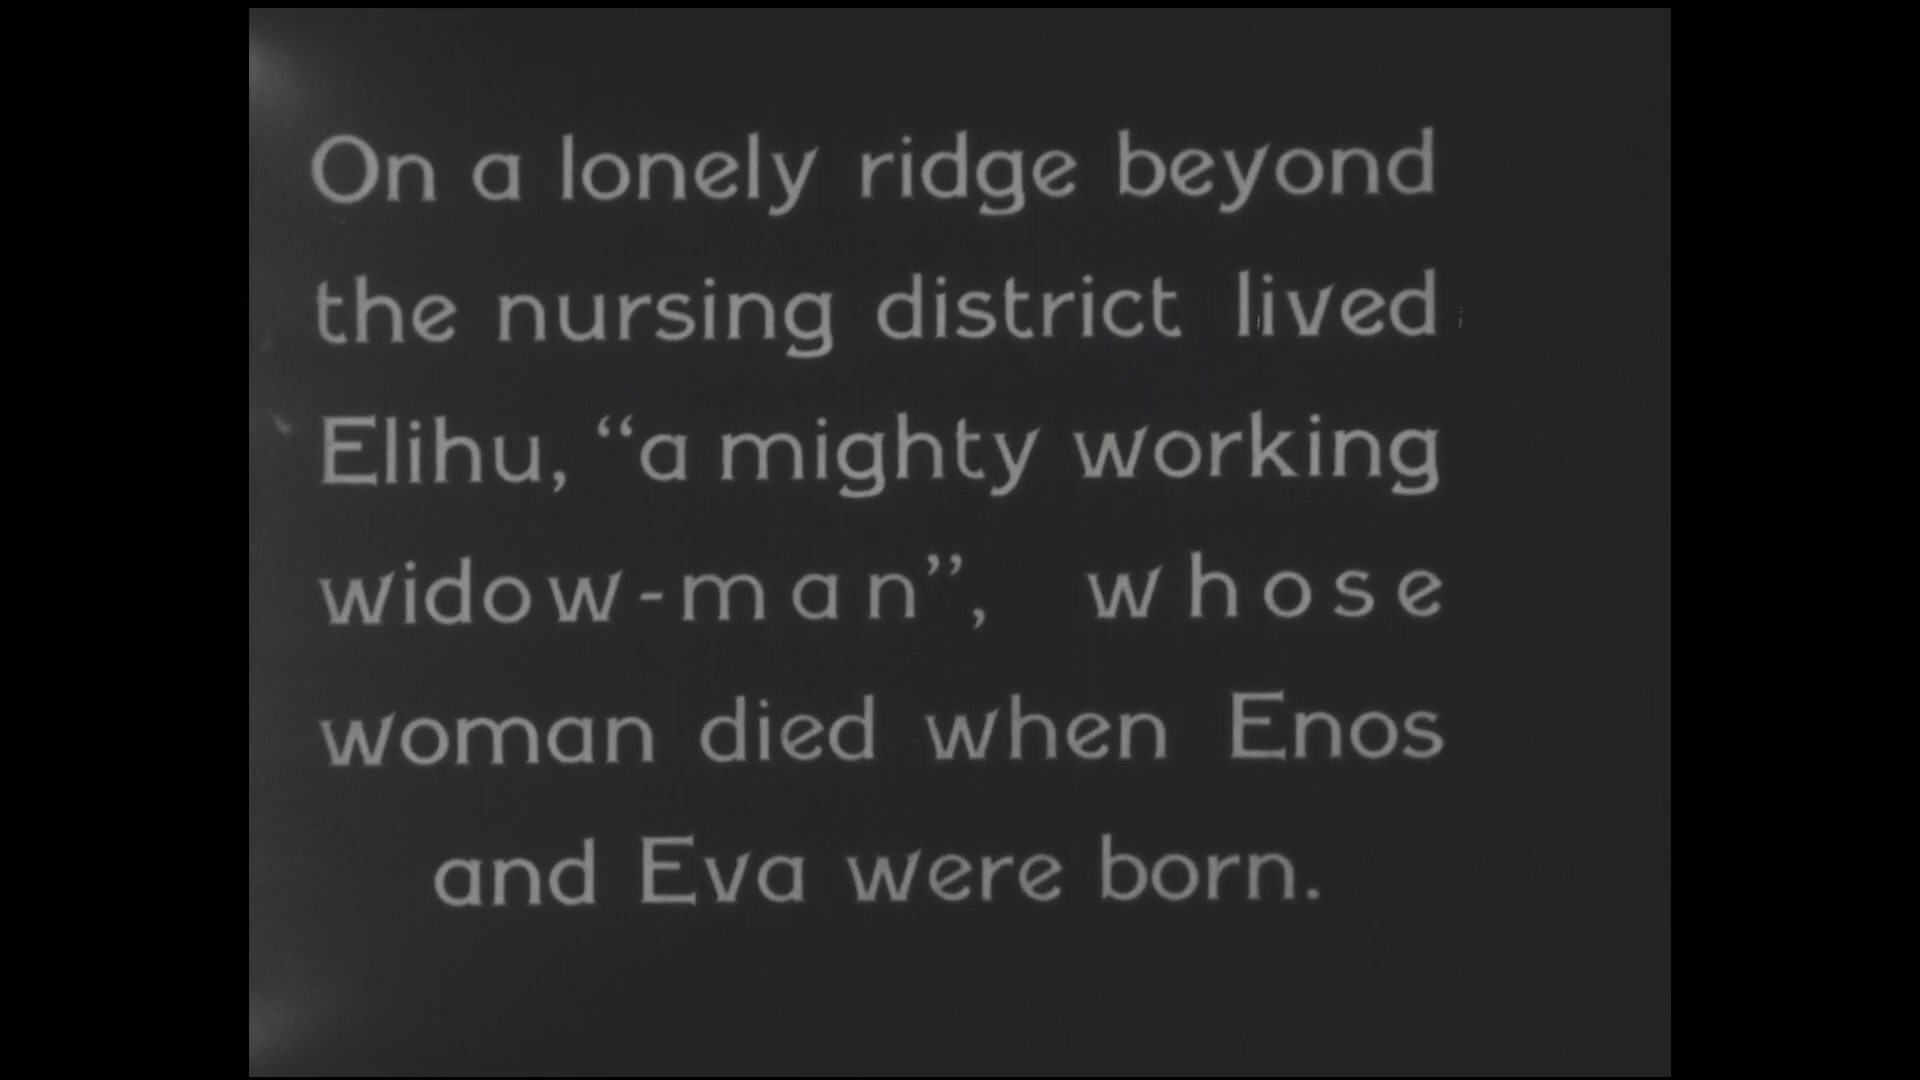 On a lonely ridge beyond
the nursing district lived
Elihu, “a mighty working
widow-man”, whose
woman died when Enos
and Eva were born.